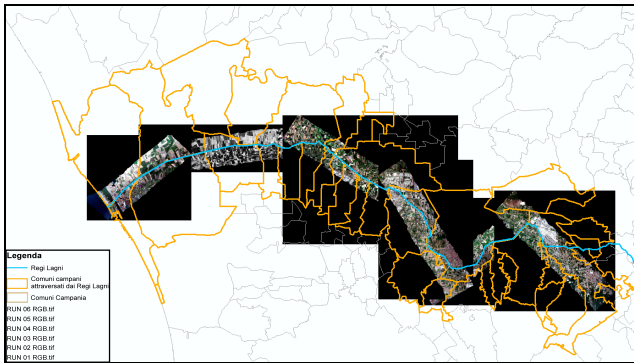 Legenda
Regi Lagni
Comuni campani
attraversati dai Regi Lagni
Comuni Campania
RUN 06 RGB.tif
RUN 05 RGB.tif
RUN 04 RGB.tif
RUN 03 RGB.tif
RUN 02 RGB.tif
RUN 01 RGB.tif